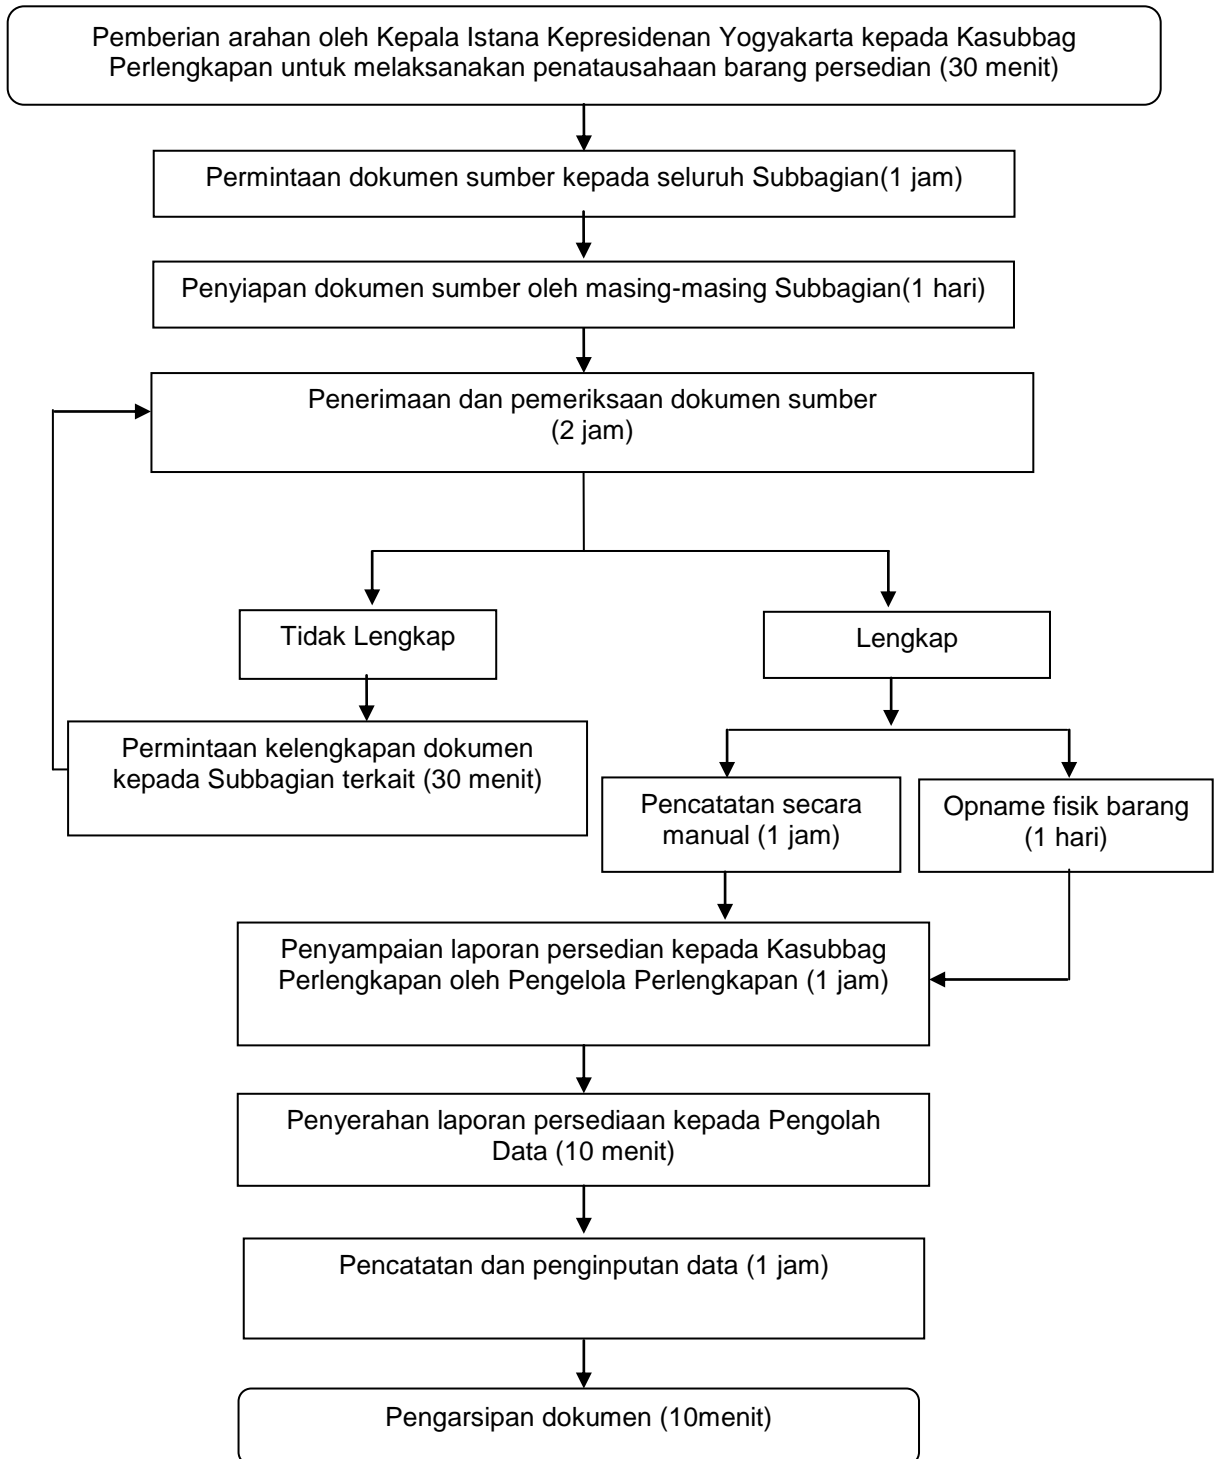 Pemberian arahan oleh Kepala Istana Kepresidenan Yogyakarta kepada Kasubbag
Perlengkapan untuk melaksanakan penatausahaan barang persedian (30 menit)
Permintaan dokumen sumber kepada seluruh Subbagian(1 jam)
Penyiapan dokumen sumber oleh masing-masing Subbagian(1 hari)
Penerimaan dan pemeriksaan dokumen sumber
(2 jam)
Tidak Lengkap
Lengkap
Permintaan kelengkapan dokumen
kepada Subbagian terkait (30 menit)
Pencatatan secara
manual (1 jam)
Opname fisik barang
(1 hari)
Penyampaian laporan persedian kepada Kasubbag
Perlengkapan oleh Pengelola Perlengkapan (1 jam)
Penyerahan laporan persediaan kepada Pengolah
Data (10 menit)
Pencatatan dan penginputan data (1 jam)
Pengarsipan dokumen (10menit)